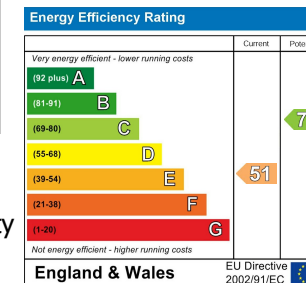 Energy Efficiency Rating
Current
Very energy efficient - lower running costs
(92 plus) A
(81-91) B
(69-80) C
(55-68) D
(39-54) E
51
(21-38) F
(1-20) G
Not energy efficient - higher running costs
England & Wales
EU Directive
2002/91/EC